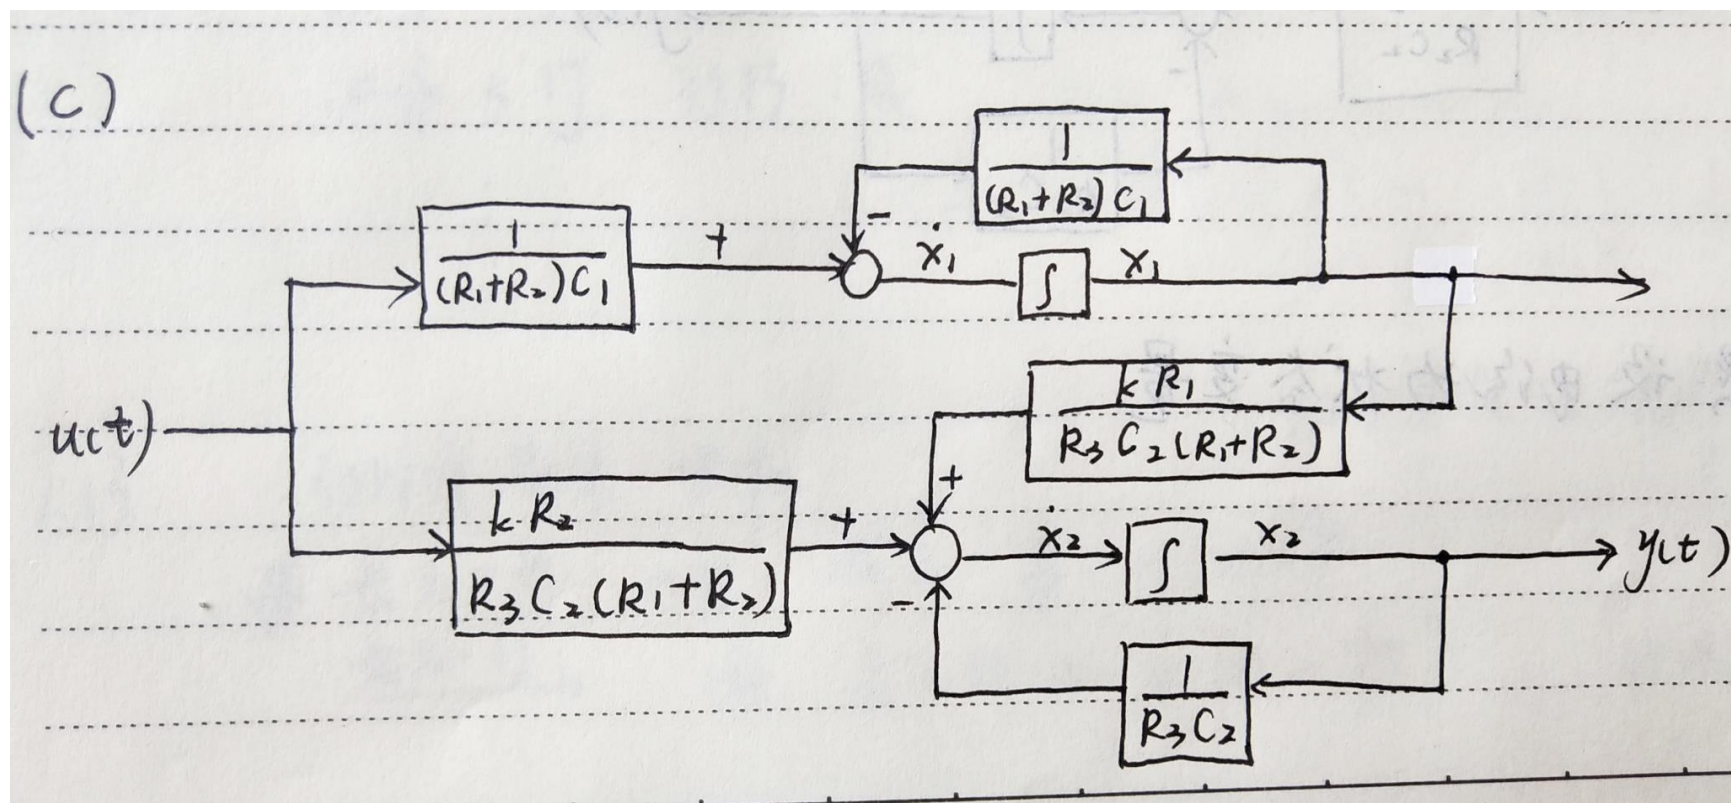 (C)
1
(R₁+R₂)C₁
-
1
(R₁+R₂)C₁
+
ẋ₁
∫
x₁
u(t)
kR₁
R₃C₂(R₁+R₂)
+
kR₂
R₃C₂(R₁+R₂)
+
ẋ₂
∫
x₂
y(t)
-
1
R₃C₂